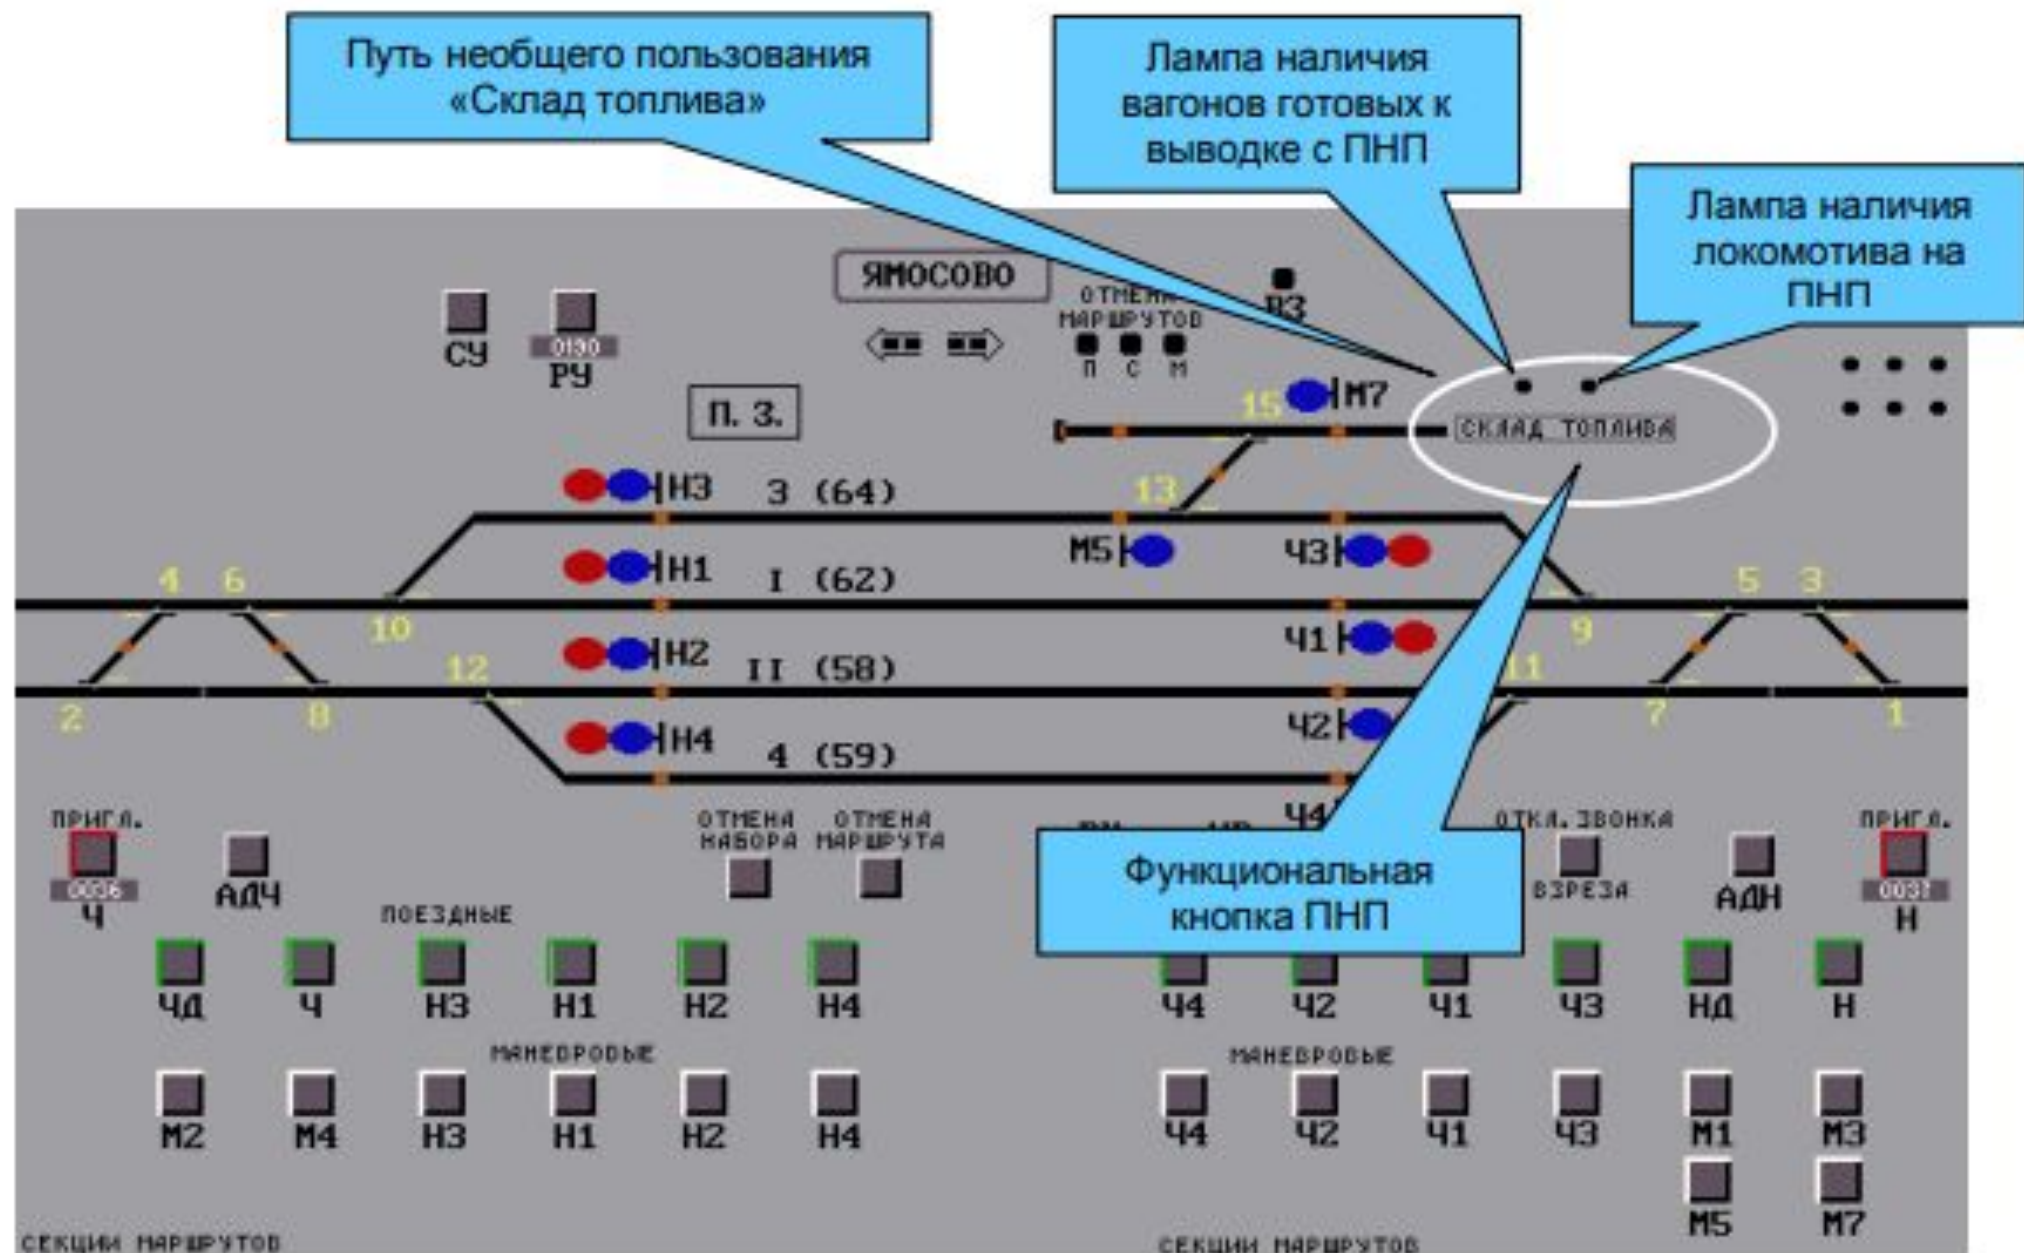 Путь необщего пользования
«Склад топлива»
Лампа наличия
вагонов готовых к
выводке с ПНП
Лампа наличия
локомотива на
ПНП
ЯМОСОВО
ОТМЕНА
МАРШРУТОВ
ВЗ
СУ
0190
РУ
П С М
П. З.
15
М7
СКЛАД ТОПЛИВА
Н3
3 (64)
13
М5
Ч3
4 6
Н1
I (62)
5 3
10
Ч1
9
12
Н2
II (58)
11
2
8
Ч2
7
1
Н4
4 (59)
Ч4
ПРИГЛ.
ОТМЕНА
НАБОРА
ОТМЕНА
МАРШРУТА
ОТКЛ. ЗВОНКА
ПРИГЛ.
0036
Ч
АДЧ
Функциональная
кнопка ПНП
ВЗРЕЗА
АДН
0031
Н
ПОЕЗДНЫЕ
ЧД Ч Н3 Н1 Н2 Н4
Ч4 Ч2 Ч1 Ч3 НД Н
МАНЕВРОВЫЕ
МАНЕВРОВЫЕ
М2 М4 Н3 Н1 Н2 Н4
Ч4 Ч2 Ч1 Ч3 М1 М3
М5 М7
СЕКЦИИ МАРШРУТОВ
СЕКЦИИ МАРШРУТОВ